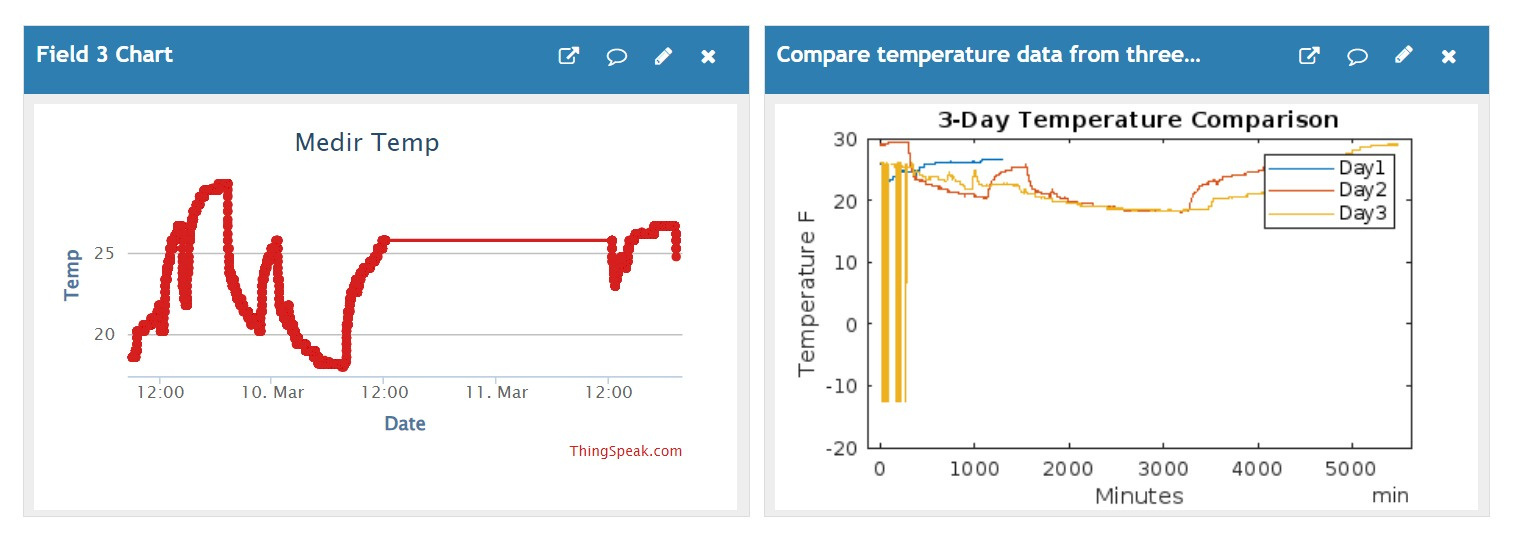 Field 3 Chart
Medir Temp
Temp
25
20
12:00 10. Mar 12:00 11. Mar 12:00
Date
ThingSpeak.com
Compare temperature data from three...
3-Day Temperature Comparison
Temperature F
30
20
10
0
-10
-20
Day1
Day2
Day3
0 1000 2000 3000 4000 5000
Minutes min